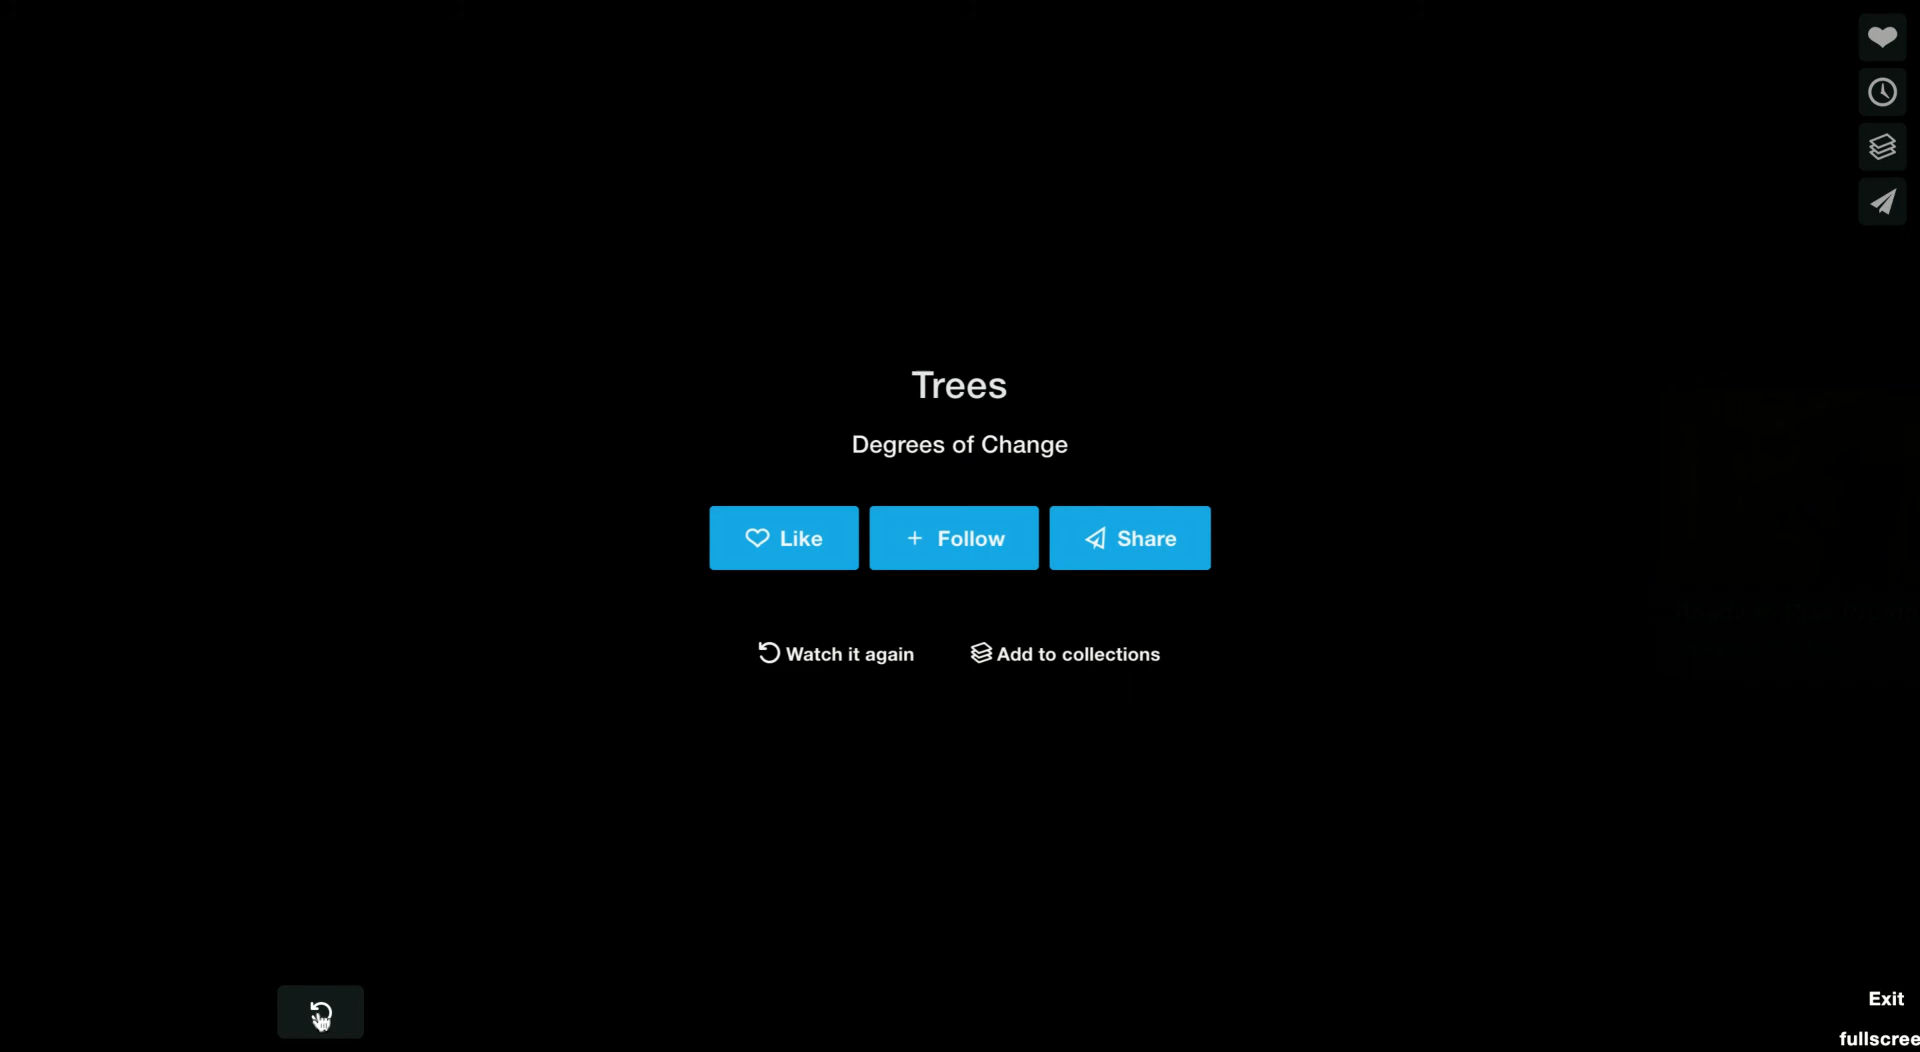 Trees
Degrees of Change
Like
Follow
Share
Watch it again
Add to collections
Exit
fullscree